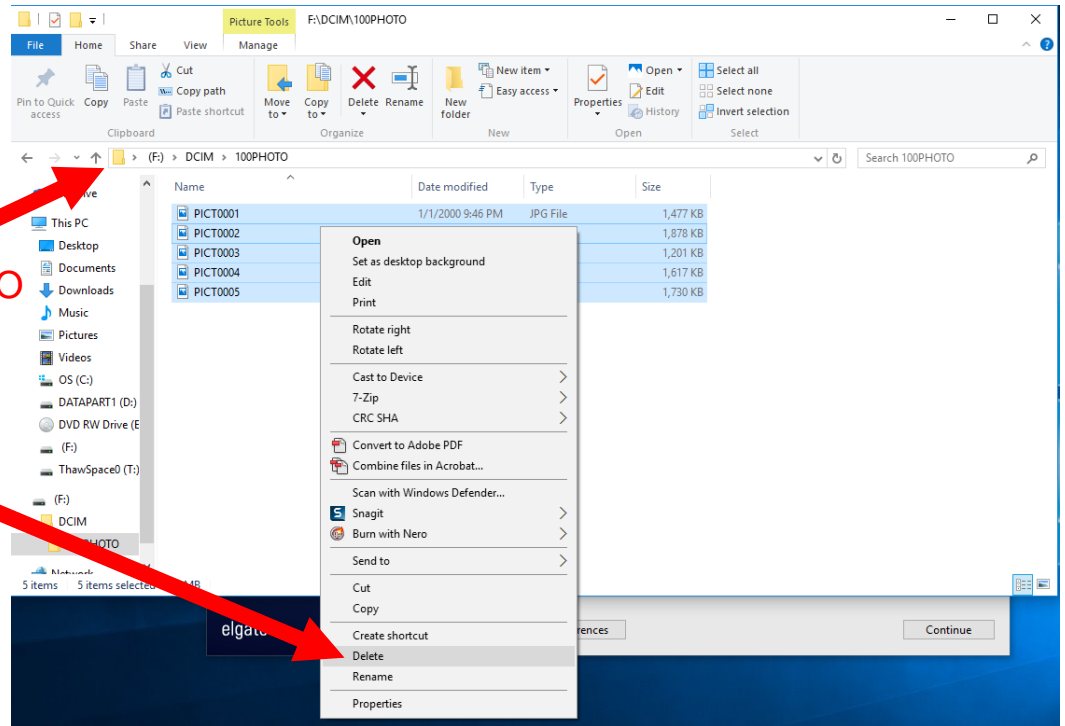 Picture Tools F:\DCIM\100PHOTO
File Home Share View Manage
Pin to Quick access
Copy
Paste
Cut
Copy path
Paste shortcut
Move to
Copy to
Delete
Rename
New folder
New item
Easy access
Properties
Open
Edit
History
Select all
Select none
Invert selection
Clipboard Organize New Open Select
(F:) DCIM 100PHOTO Search 100PHOTO
Name Date modified Type Size
PICT0001 1/1/2000 9:46 PM JPG File 1,477 KB
PICT0002 1,878 KB
PICT0003 1,201 KB
PICT0004 1,617 KB
PICT0005 1,730 KB
This PC
Desktop
Documents
Downloads
Music
Pictures
Videos
OS (C:)
DATAPART1 (D:)
DVD RW Drive (E
(F:)
ThawSpace0 (T:)
(F:)
DCIM
O
Open
Set as desktop background
Edit
Print
Rotate right
Rotate left
Cast to Device
7-Zip
CRC SHA
Convert to Adobe PDF
Combine files in Acrobat...
Scan with Windows Defender...
Snagit
Burn with Nero
Send to
Cut
Copy
Create shortcut
Delete
Rename
Properties
5 items 5 items selected MB
Continue